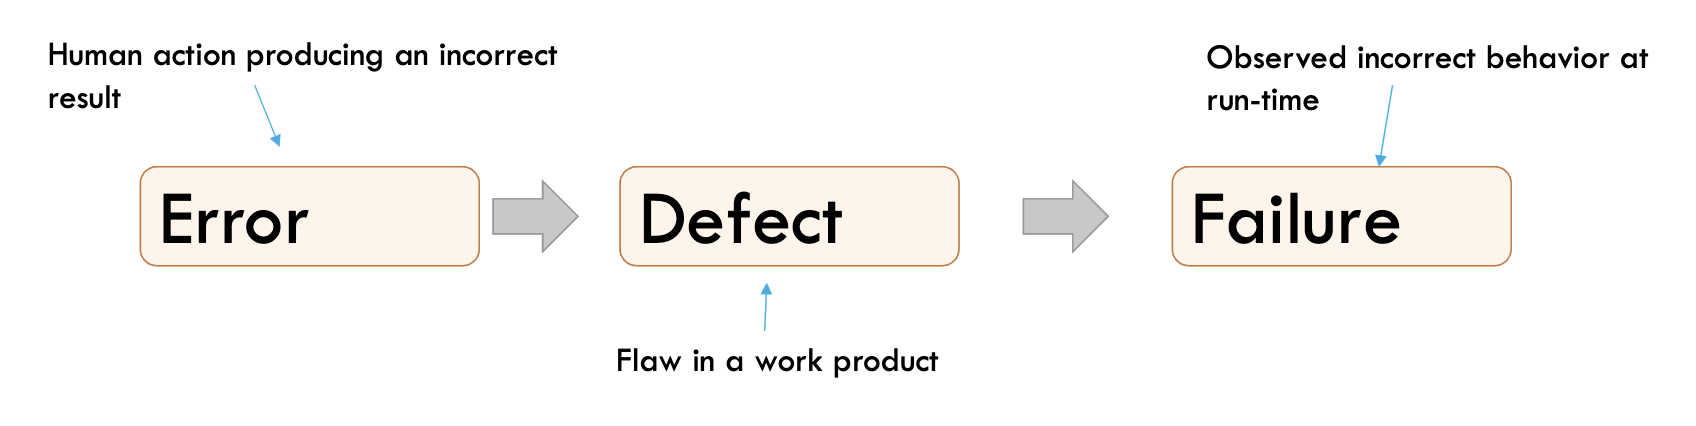 Human action producing an incorrect
result
Observed incorrect behavior at
run-time
Error
Defect
Failure
Flaw in a work product